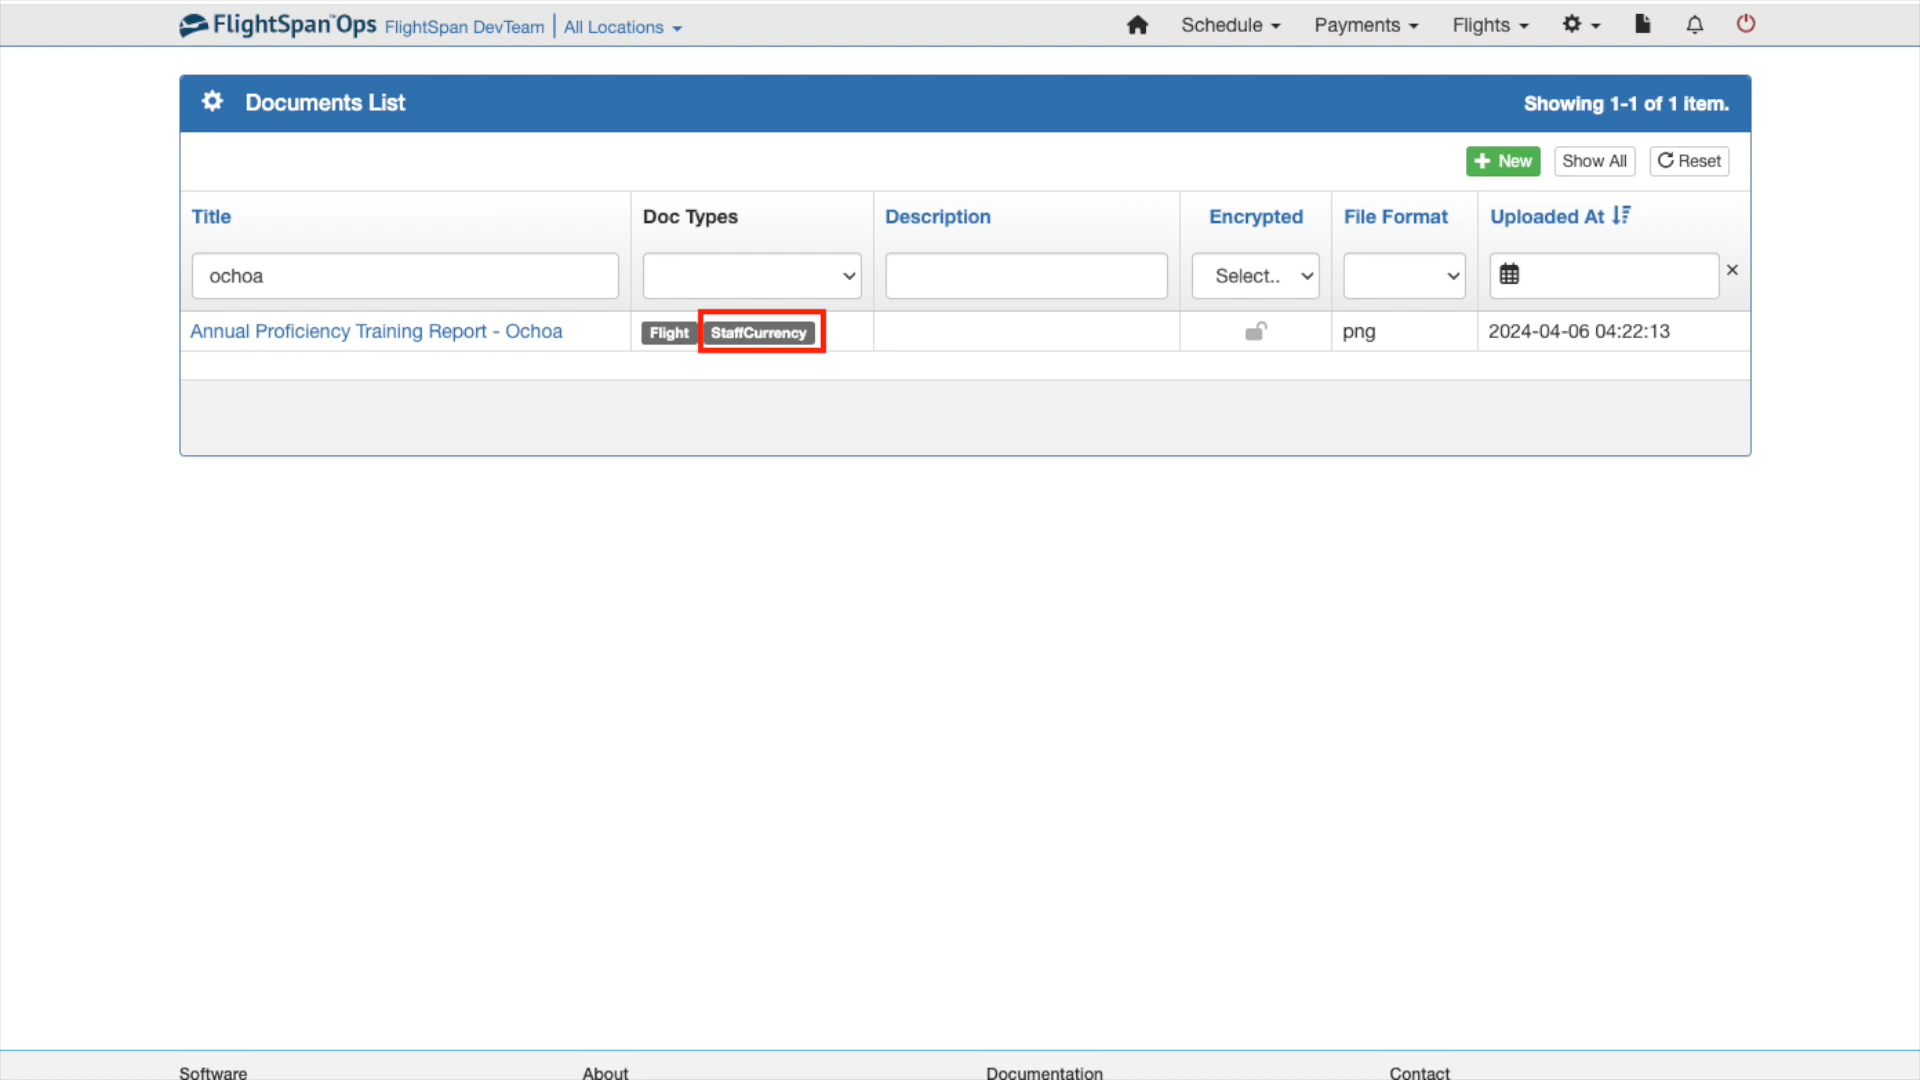 FlightSpan™Ops FlightSpan DevTeam All Locations Schedule Payments Flights
Documents List Showing 1-1 of 1 item.
New Show All Reset
Title Doc Types Description Encrypted File Format Uploaded At
ochoa Select.. ×
Annual Proficiency Training Report - Ochoa Flight StaffCurrency png 2024-04-06 04:22:13
Software About Documentation Contact